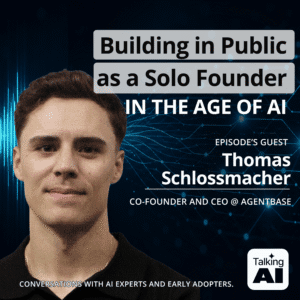 Building in Public
as a Solo Founder
IN THE AGE OF AI
EPISODE'S GUEST
Thomas
Schlossmacher
CO-FOUNDER AND CEO @ AGENTBASE
Talking
AI
CONVERSATIONS WITH AI EXPERTS AND EARLY ADOPTERS.